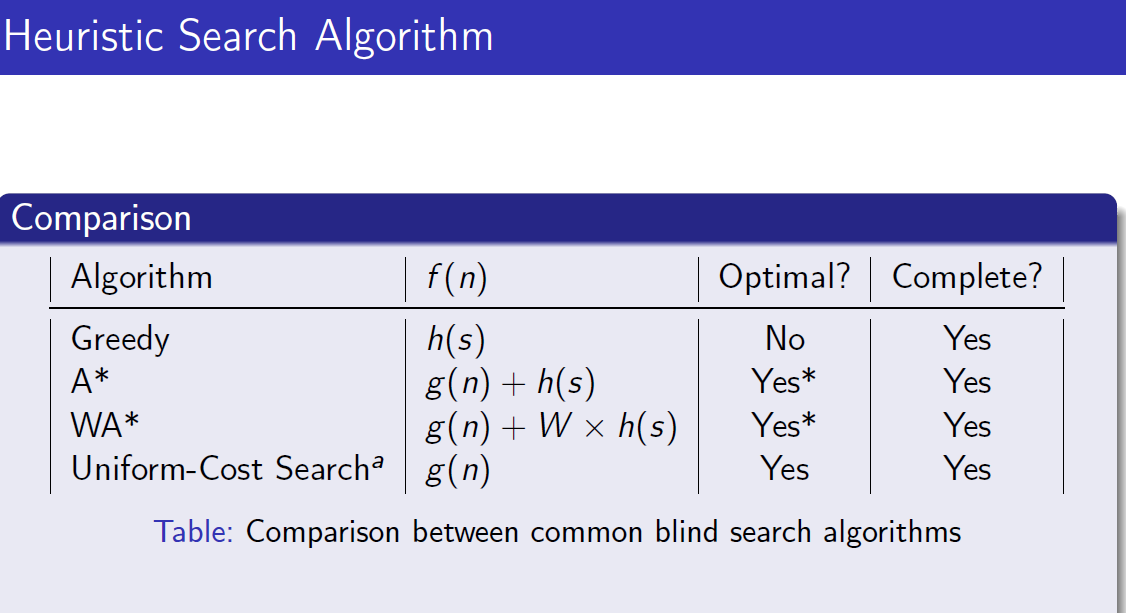 Heuristic Search Algorithm
Comparison
Algorithm f(n) Optimal? Complete?
Greedy h(s) No Yes
A* g(n) + h(s) Yes* Yes
WA* g(n) + W × h(s) Yes* Yes
Uniform-Cost Searchᵃ g(n) Yes Yes
Table: Comparison between common blind search algorithms